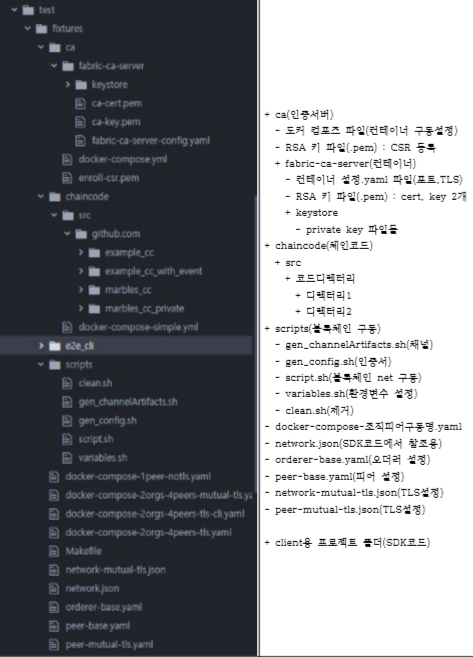 test
fixtures
ca
fabric-ca-server
keystore
ca-cert.pem
ca-key.pem
fabric-ca-server-config.yaml
docker-compose.yml
enroll-csr.pem
chaincode
src
github.com
example_cc
example_cc_with_event
marbles_cc
marbles_cc_private
docker-compose-simple.yml
e2e_cli
scripts
clean.sh
gen_channelArtifacts.sh
gen_config.sh
script.sh
variables.sh
docker-compose-1peer-notls.yaml
docker-compose-2orgs-4peers-mutual-tls.ya
docker-compose-2orgs-4peers-tls-cli.yaml
docker-compose-2orgs-4peers-tls.yaml
Makefile
network-mutual-tls.json
network.json
orderer-base.yaml
peer-base.yaml
peer-mutual-tls.yaml
+ ca(인증서버)
- 도커 컴포즈 파일(컨테이너 구동설정)
- RSA 키 파일(.pem) : CSR 등록
+ fabric-ca-server(컨테이너)
- 컨테이너 설정.yaml 파일(포트,TLS)
- RSA 키 파일(.pem) : cert, key 2개
+ keystore
- private key 파일들
+ chaincode(체인코드)
+ src
+ 코드디렉터리
+ 디렉터리1
+ 디렉터리2
+ scripts(블록체인 구동)
- gen_channelArtifacts.sh(채널)
- gen_config.sh(인증서)
- script.sh(블록체인 net 구동)
- variables.sh(환경변수 설정)
- clean.sh(제거)
- docker-compose-조직피어구동명.yaml
- network.json(SDK코드에서 참조용)
- orderer-base.yaml(오더러 설정)
- peer-base.yaml(피어 설정)
- network-mutual-tls.json(TLS설정)
- peer-mutual-tls.json(TLS설정)
+ client용 프로젝트 폴더(SDK코드)